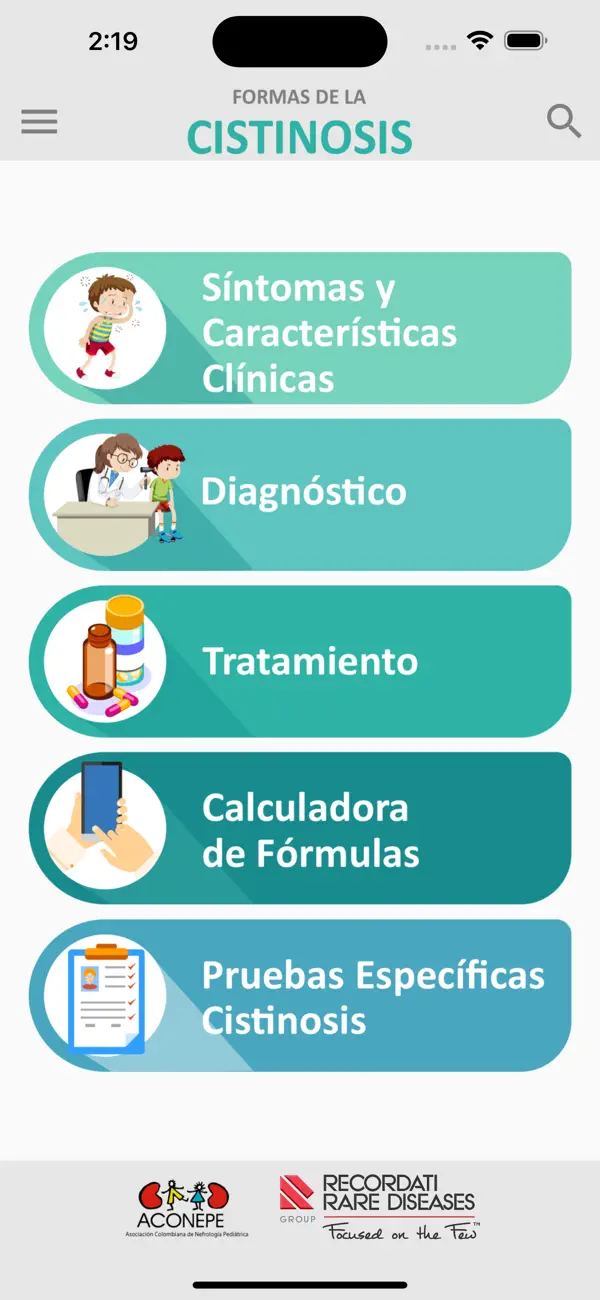 2:19
FORMAS DE LA
CISTINOSIS
Síntomas y
Características
Clínicas
Diagnóstico
Tratamiento
Calculadora
de Fórmulas
Pruebas Específicas
Cistinosis
ACONEPE
Asociación Colombiana de Nefrología Pediátrica
RECORDATI
RARE DISEASES
GROUP
Focused on the Few™